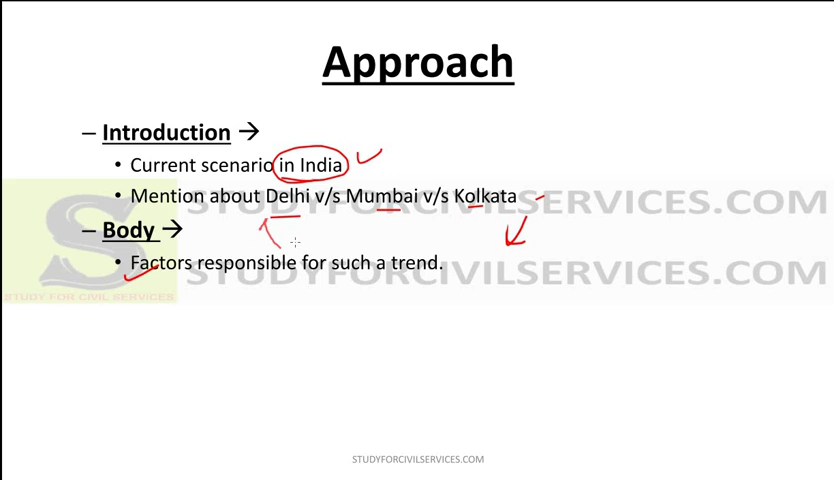 Approach
– Introduction →
• Current scenario in India
• Mention about Delhi v/s Mumbai v/s Kolkata
STUDYFORCIVILSERVICES.COM
– Body →
• Factors responsible for such a trend.
STUDYFORCIVILSERVICES.COM
S
STUDY FOR CIVIL SERVICES
STUDYFORCIVILSERVICES.COM